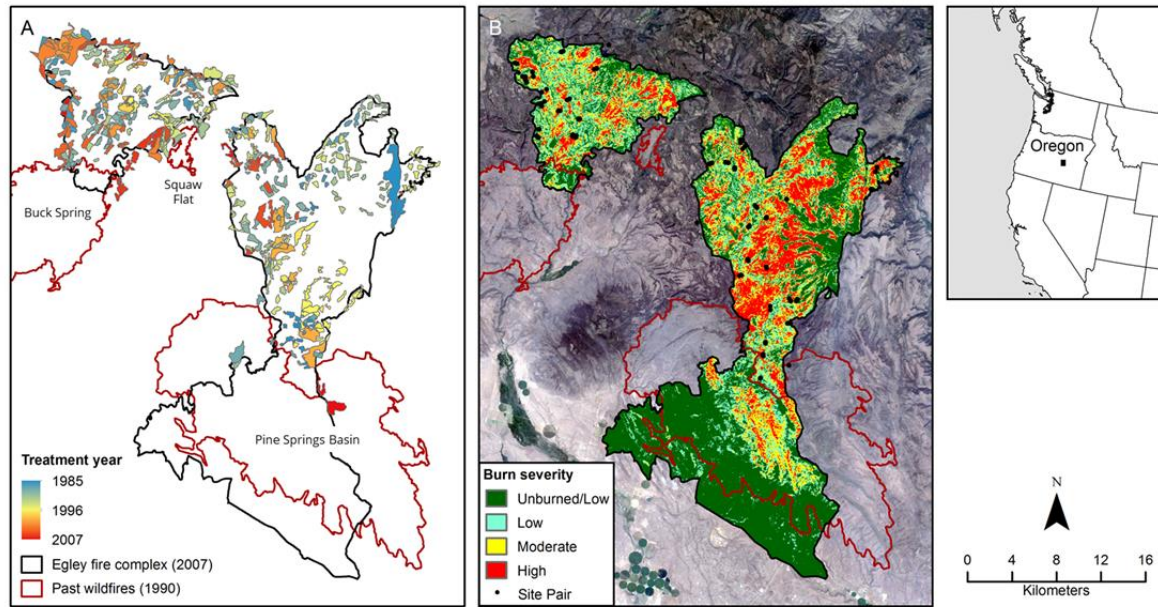 A
Squaw
Flat
Buck Spring
Pine Springs Basin
Treatment year
1985
1996
2007
Egley fire complex (2007)
Past wildfires (1990)
B
Burn severity
Unburned/Low
Low
Moderate
High
Site Pair
Oregon
N
0 4 8 12 16
Kilometers